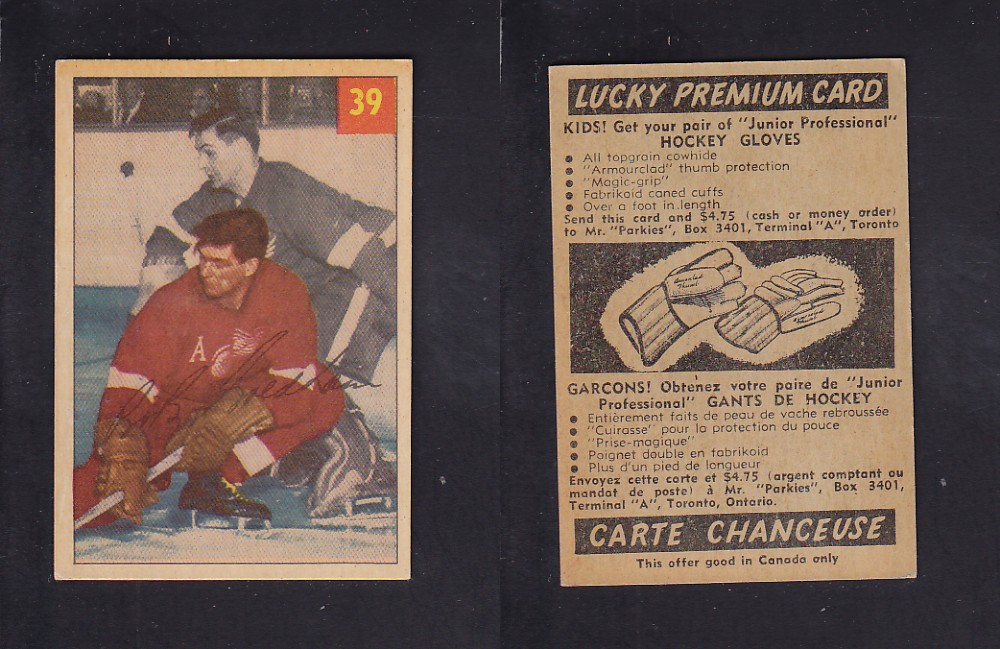 39
A
LUCKY PREMIUM CARD
KIDS! Get your pair of "Junior Professional"
HOCKEY GLOVES
● All topgrain cowhide
● "Armourclad" thumb protection
● "Magic-grip"
● Fabrikoid caned cuffs
● Over a foot in length
Send this card and $4.75 (cash or money order)
to Mr. "Parkies", Box 3401, Terminal "A", Toronto
GARCONS! Obtenez votre paire de "Junior
Professional" GANTS DE HOCKEY
● Entièrement faits de peau de vache rebroussée
● "Cuirasse" pour la protection du pouce
● "Prise-magique"
● Poignet double en fabrikoid
● Plus d'un pied de longueur
Envoyez cette carte et $4.75 (argent comptant ou
mandat de poste) à Mr. "Parkies", Box 3401,
Terminal "A", Toronto, Ontario.
CARTE CHANCEUSE
This offer good in Canada only